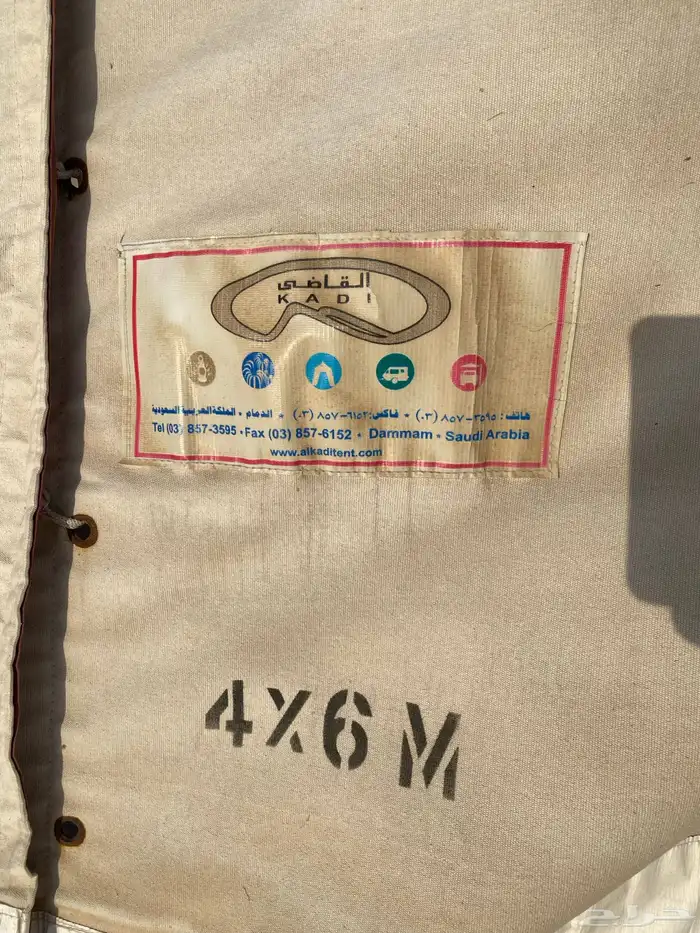 القاضي
KADI
هاتف: ٨٥٧-٣٥٩٥ (٠٣) • فاكس: ٨٥٧-٦١٥٢ (٠٣) • الدمام • المملكة العربية السعودية
Tel (03) 857-3595 • Fax (03) 857-6152 • Dammam • Saudi Arabia
www.alkaditent.com
4X6 M
حراج